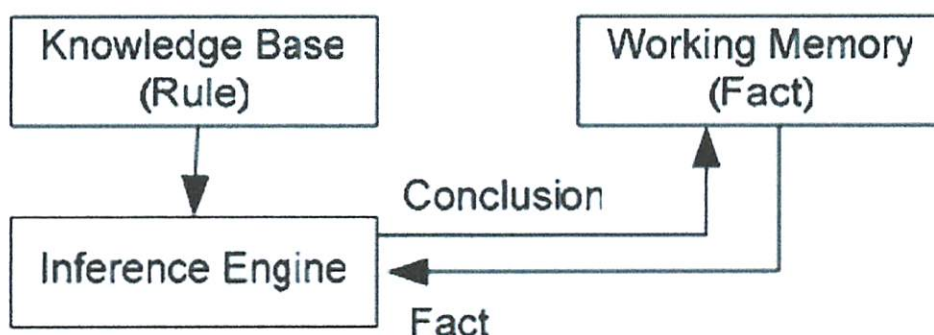 Knowledge Base
(Rule)
Working Memory
(Fact)
Conclusion
Inference Engine
Fact